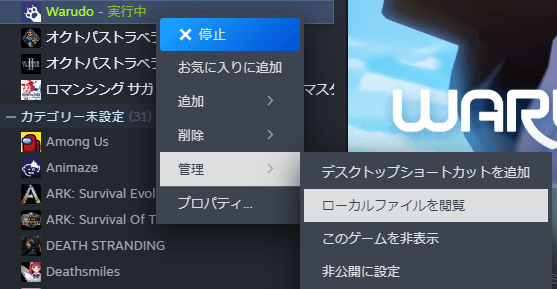 Warudo - 実行中
オクトパストラベラ
オクトパストラベ
ロマンシング サガ
マスタ
カテゴリー未設定 (31)
Among Us
Animaze
ARK: Survival Evol
ARK: Survival Of T
DEATH STRANDING
Deathsmiles
停止
お気に入りに追加
追加
削除
管理
プロパティ...
デスクトップショートカットを追加
ローカルファイルを閲覧
このゲームを非表示
非公開に設定
WARU